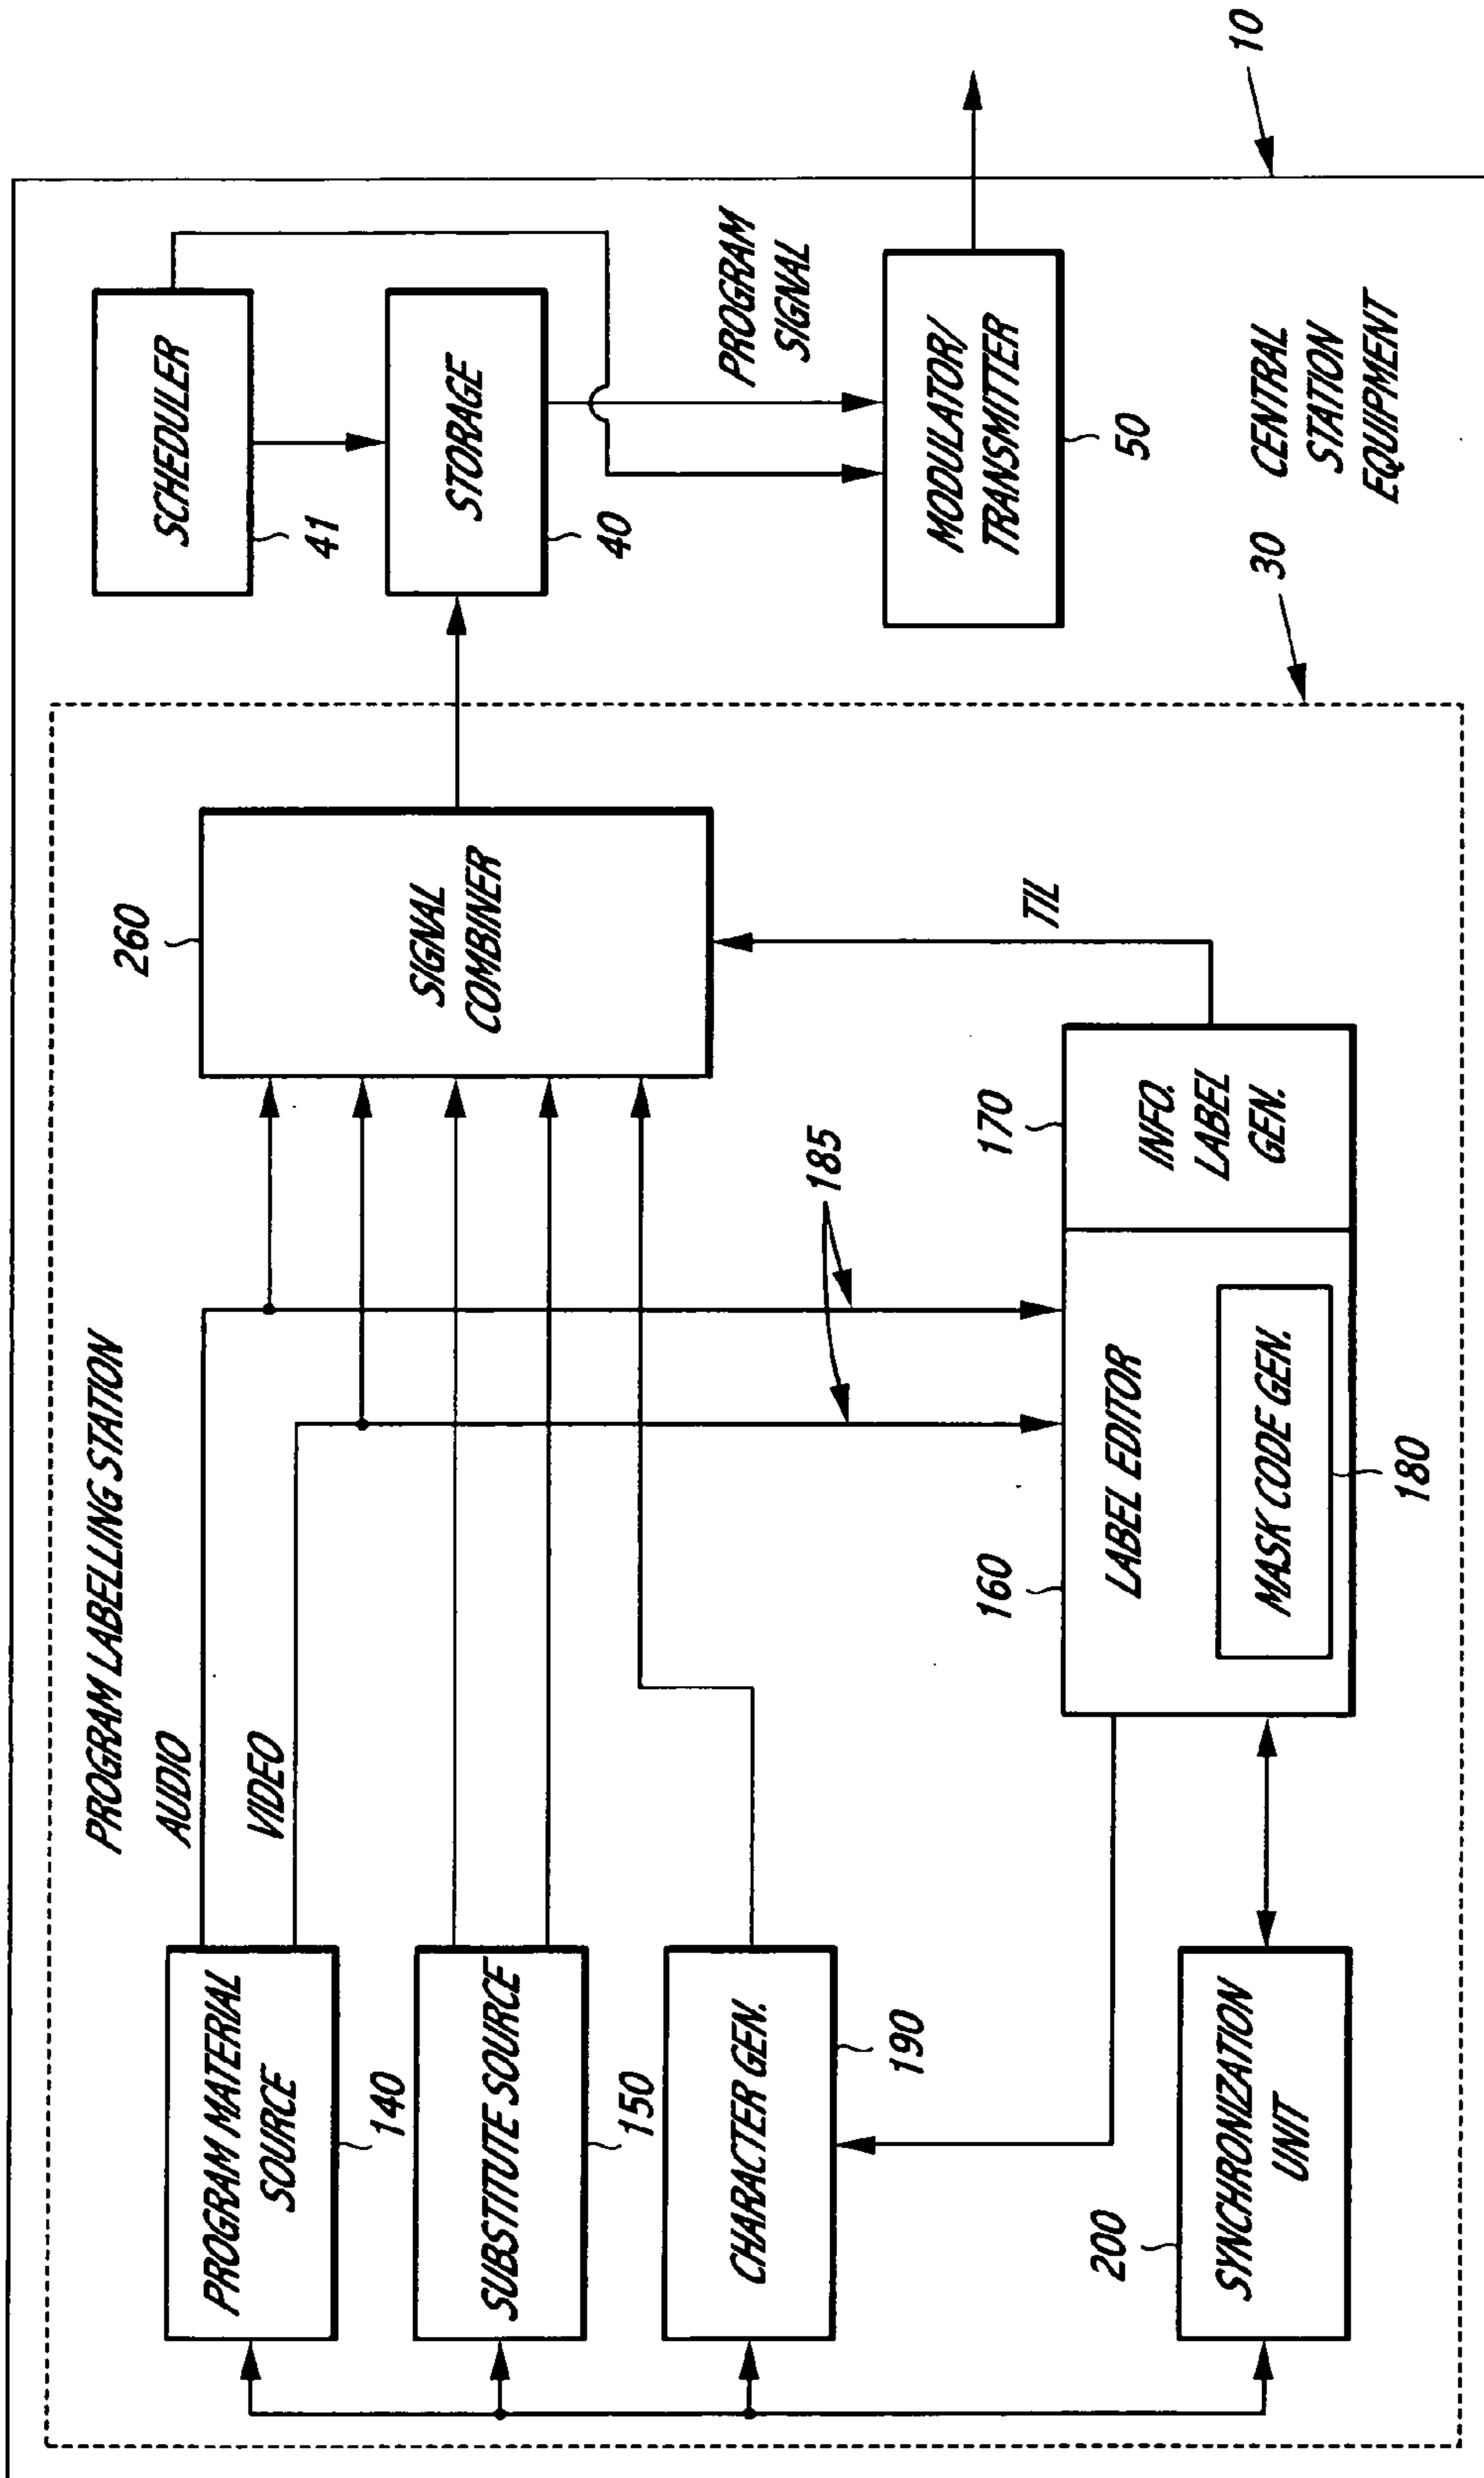 PROGRAM LABELLING STATION
AUDIO
VIDEO
PROGRAM MATERIAL
SOURCE
140
SUBSTITUTE SOURCE
150
CHARACTER GEN.
190
200
SYNCHRONIZATION
UNIT
160
LABEL EDITOR
MASK CODE GEN.
180
185
170
INFO.
LABEL
GEN.
TIL
260
SIGNAL
COMBINER
SCHEDULER
41
STORAGE
40
PROGRAM
SIGNAL
MODULATOR/
TRANSMITTER
50
30
CENTRAL
STATION
EQUIPMENT
10